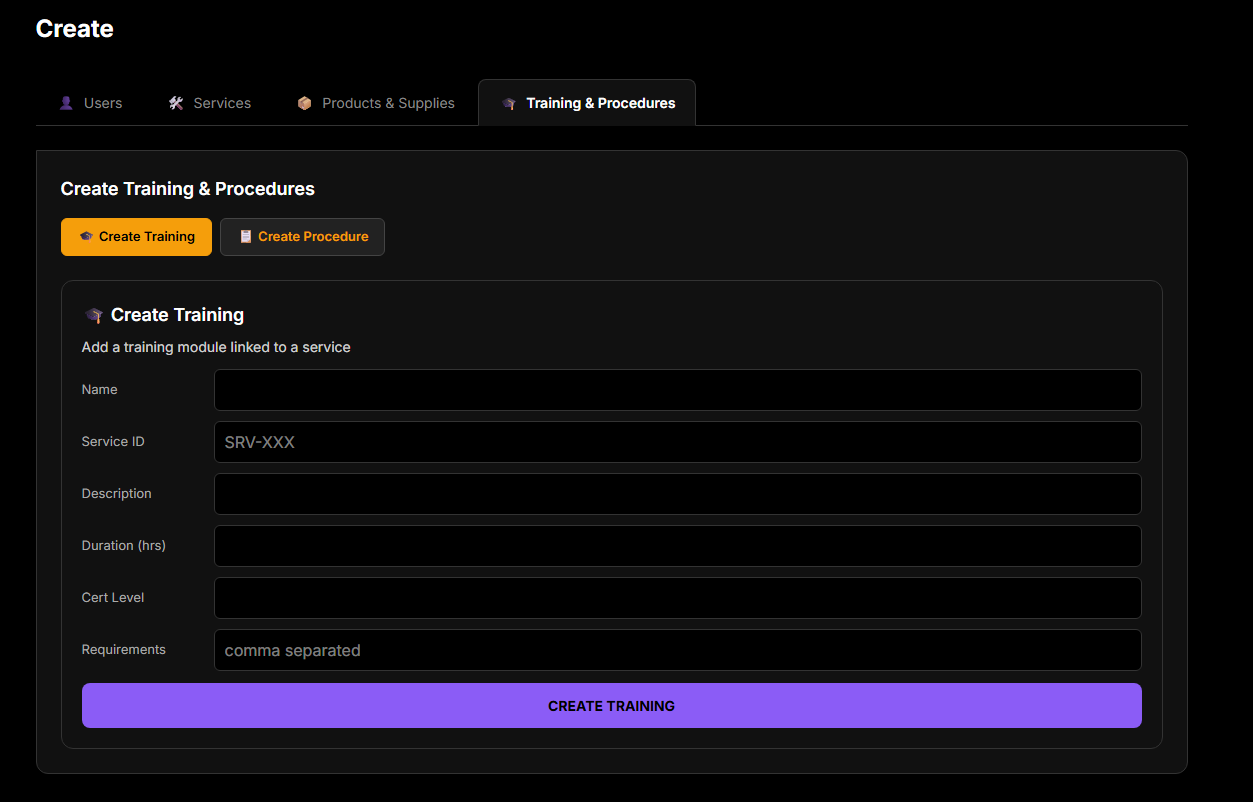 Create
Users Services Products & Supplies Training & Procedures
Create Training & Procedures
Create Training Create Procedure
Create Training
Add a training module linked to a service
Name
Service ID SRV-XXX
Description
Duration (hrs)
Cert Level
Requirements comma separated
CREATE TRAINING